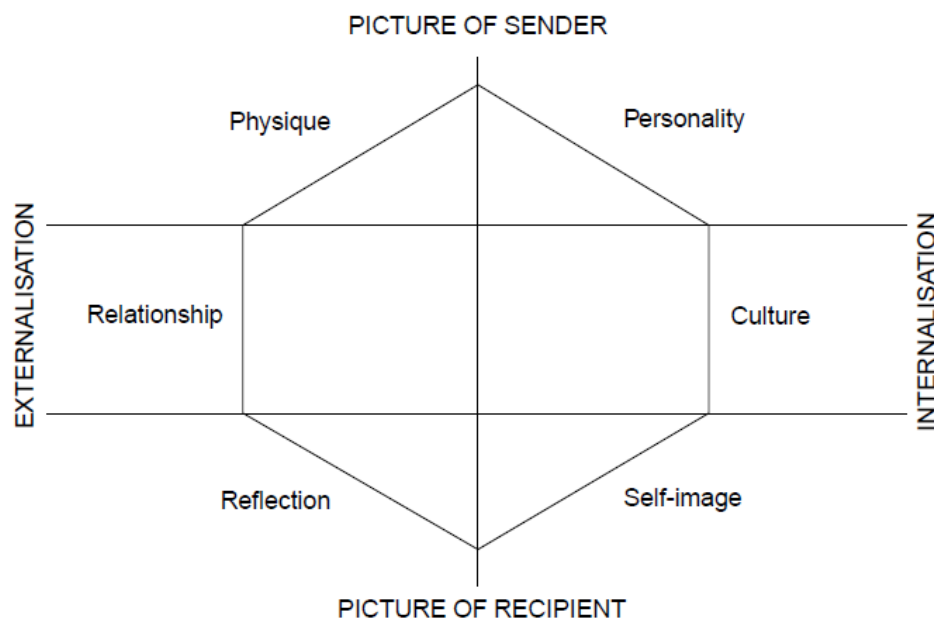 PICTURE OF SENDER
Physique
Personality
EXTERNALISATION
INTERNALISATION
Relationship
Culture
Reflection
Self-image
PICTURE OF RECIPIENT